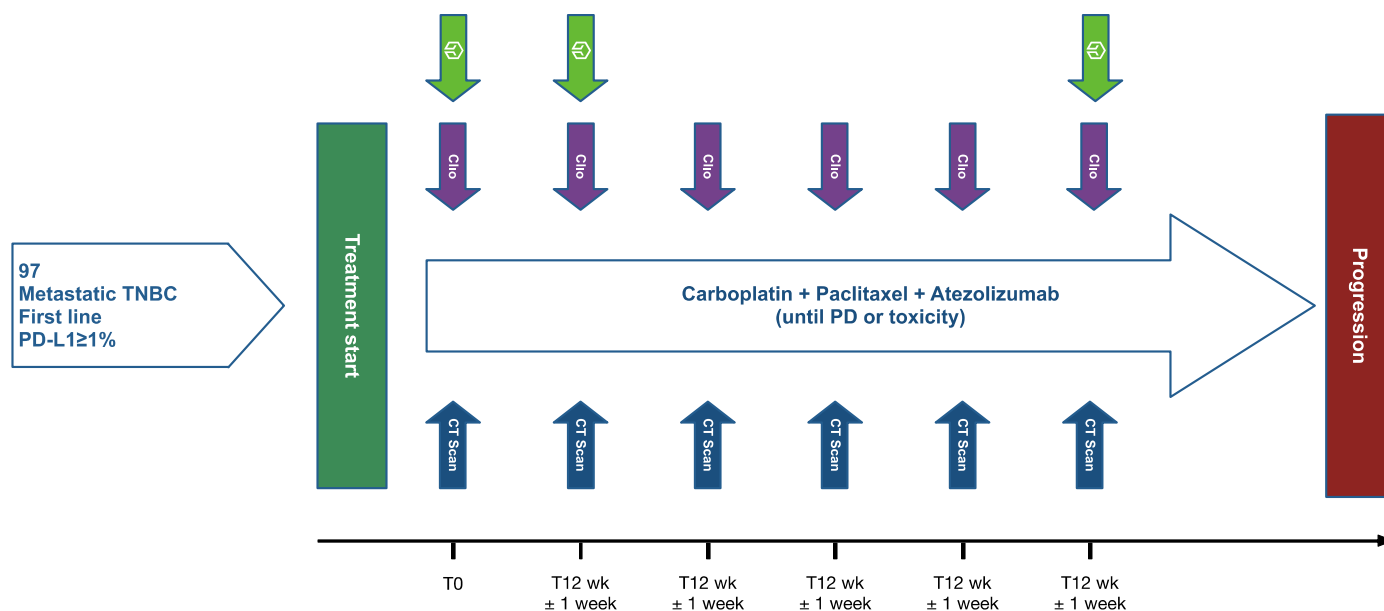 Clio
Clio
Clio
Clio
Clio
Clio
97
Metastatic TNBC
First line
PD-L1≥1%
Treatment start
Carboplatin + Paclitaxel + Atezolizumab
(until PD or toxicity)
Progression
CT Scan
CT Scan
CT Scan
CT Scan
CT Scan
CT Scan
T0
T12 wk
± 1 week
T12 wk
± 1 week
T12 wk
± 1 week
T12 wk
± 1 week
T12 wk
± 1 week